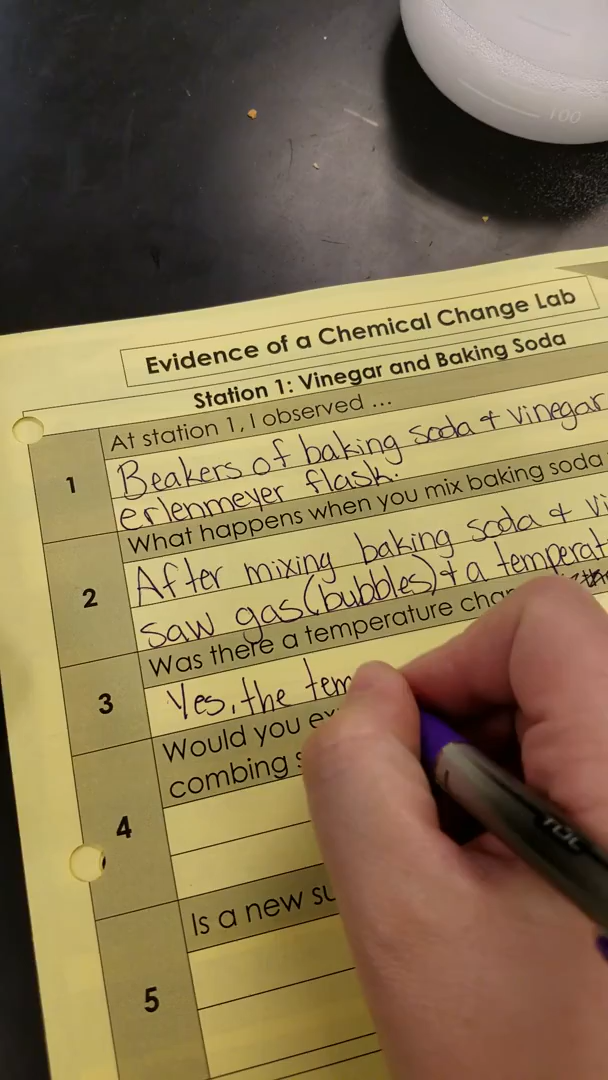 100
Evidence of a Chemical Change Lab
Station 1: Vinegar and Baking Soda
At station 1, I observed ...
1
Beakers of baking soda + vinegar
erlenmeyer flask.
What happens when you mix baking soda
2
After mixing baking soda + vi
saw gas (bubbles) + a temperat
Was there a temperature chan
3
Yes, the tem
Would you ex
combing s
4
Is a new su
5
TUL